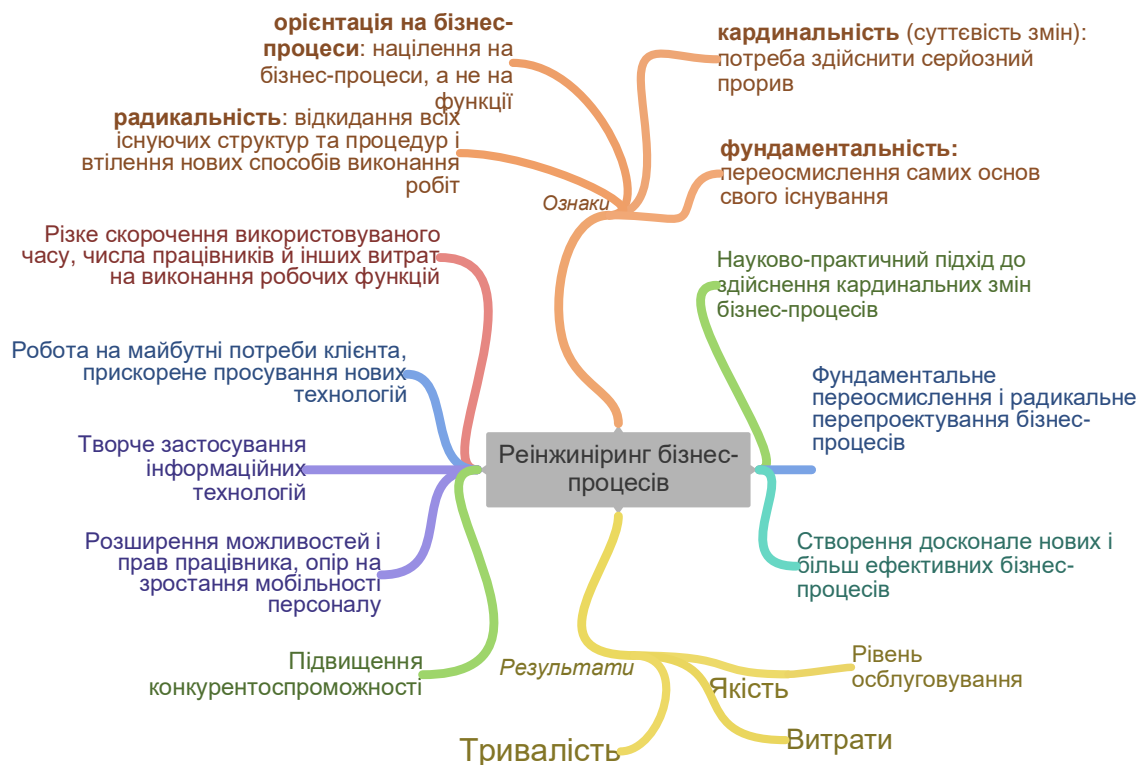 орієнтація на бізнес-
процеси: націлення на
бізнес-процеси, а не на
функції
радикальність: відкидання всіх
існуючих структур та процедур і
втілення нових способів виконання
робіт
кардинальність (суттєвість змін):
потреба здійснити серйозний
прорив
фундаментальність:
переосмислення самих основ
свого існування
Ознаки
Різке скорочення використовуваного
часу, числа працівників й інших витрат
на виконання робочих функцій
Робота на майбутні потреби клієнта,
прискорене просування нових
технологій
Творче застосування
інформаційних
технологій
Розширення можливостей і
прав працівника, опір на
зростання мобільності
персоналу
Підвищення
конкурентоспроможності
Реінжиніринг бізнес-
процесів
Науково-практичний підхід до
здійснення кардинальних змін
бізнес-процесів
Фундаментальне
переосмислення і радикальне
перепроектування бізнес-
процесів
Створення досконале нових і
більш ефективних бізнес-
процесів
Результати
Рівень
осблуговування
Якість
Витрати
Тривалість